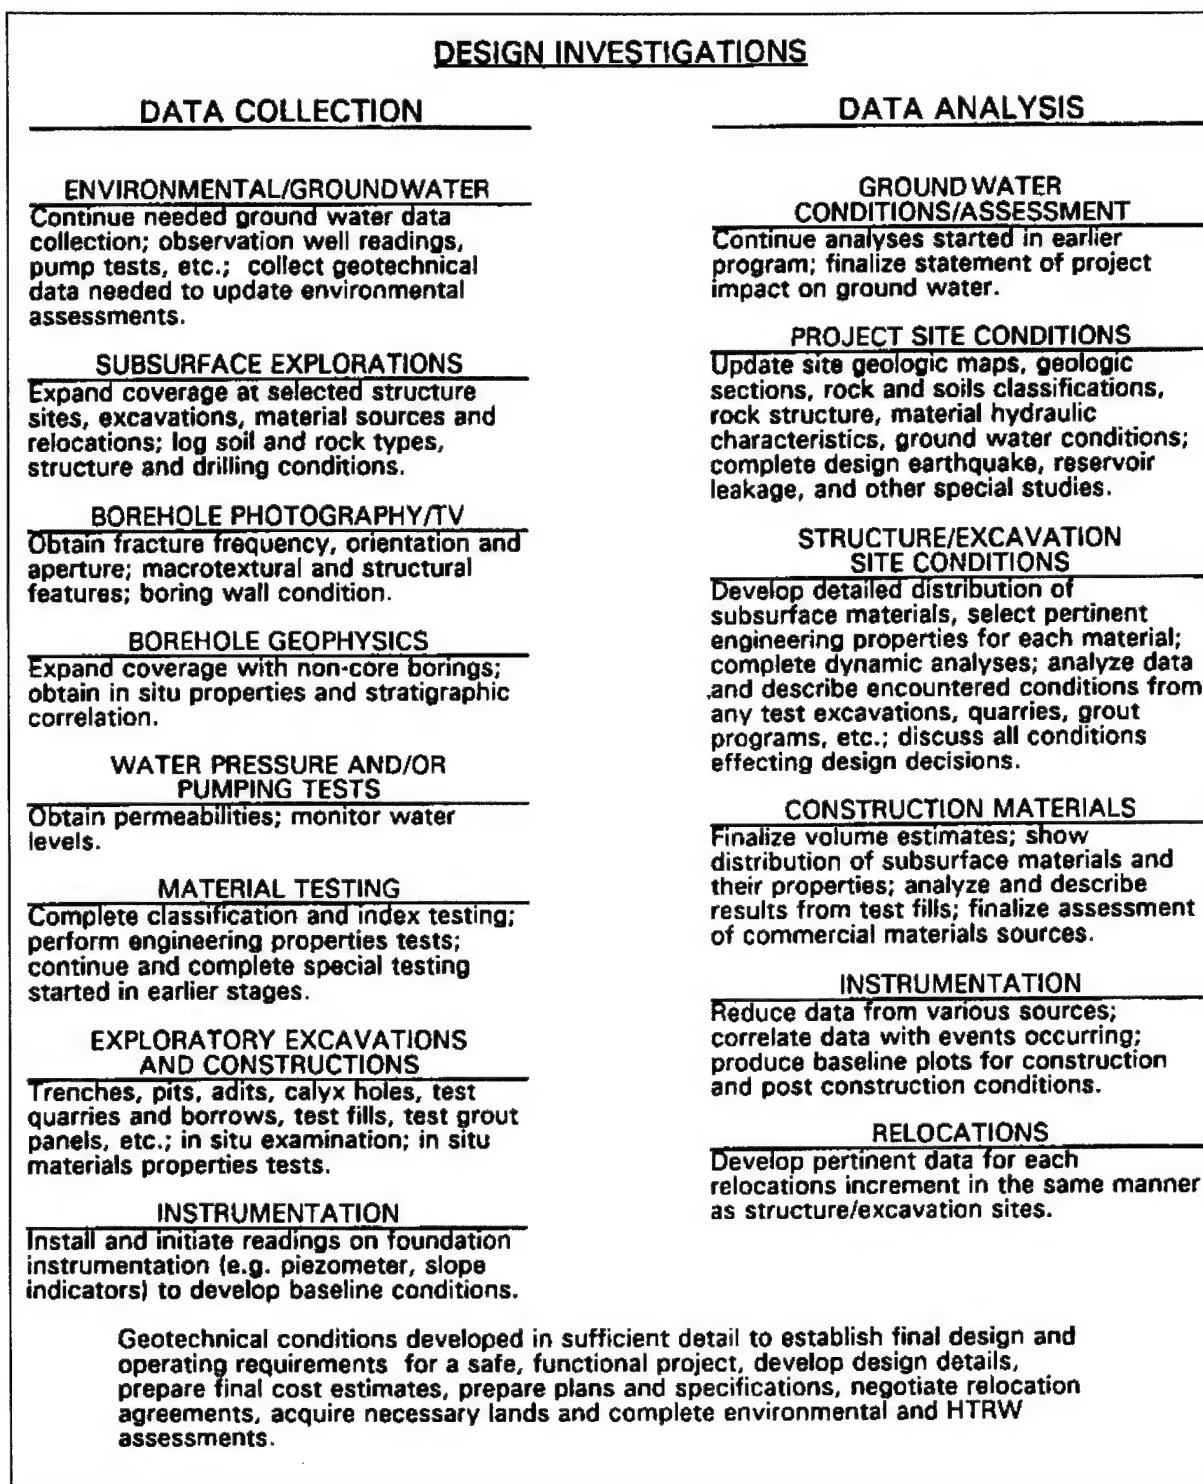 DESIGN INVESTIGATIONS
DATA COLLECTION
ENVIRONMENTAL/GROUNDWATER
Continue needed ground water data
collection; observation well readings,
pump tests, etc.; collect geotechnical
data needed to update environmental
assessments.
SUBSURFACE EXPLORATIONS
Expand coverage at selected structure
sites, excavations, material sources and
relocations; log soil and rock types,
structure and drilling conditions.
BOREHOLE PHOTOGRAPHY/TV
Obtain fracture frequency, orientation and
aperture; macrotextural and structural
features; boring wall condition.
BOREHOLE GEOPHYSICS
Expand coverage with non-core borings;
obtain in situ properties and stratigraphic
correlation.
WATER PRESSURE AND/OR
PUMPING TESTS
Obtain permeabilities; monitor water
levels.
MATERIAL TESTING
Complete classification and index testing;
perform engineering properties tests;
continue and complete special testing
started in earlier stages.
EXPLORATORY EXCAVATIONS
AND CONSTRUCTIONS
Trenches, pits, adits, calyx holes, test
quarries and borrows, test fills, test grout
panels, etc.; in situ examination; in situ
materials properties tests.
INSTRUMENTATION
Install and initiate readings on foundation
instrumentation (e.g. piezometer, slope
indicators) to develop baseline conditions.
DATA ANALYSIS
GROUND WATER
CONDITIONS/ASSESSMENT
Continue analyses started in earlier
program; finalize statement of project
impact on ground water.
PROJECT SITE CONDITIONS
Update site geologic maps, geologic
sections, rock and soils classifications,
rock structure, material hydraulic
characteristics, ground water conditions;
complete design earthquake, reservoir
leakage, and other special studies.
STRUCTURE/EXCAVATION
SITE CONDITIONS
Develop detailed distribution of
subsurface materials, select pertinent
engineering properties for each material;
complete dynamic analyses; analyze data
and describe encountered conditions from
any test excavations, quarries, grout
programs, etc.; discuss all conditions
effecting design decisions.
CONSTRUCTION MATERIALS
Finalize volume estimates; show
distribution of subsurface materials and
their properties; analyze and describe
results from test fills; finalize assessment
of commercial materials sources.
INSTRUMENTATION
Reduce data from various sources;
correlate data with events occurring;
produce baseline plots for construction
and post construction conditions.
RELOCATIONS
Develop pertinent data for each
relocations increment in the same manner
as structure/excavation sites.
Geotechnical conditions developed in sufficient detail to establish final design and
operating requirements for a safe, functional project, develop design details,
prepare final cost estimates, prepare plans and specifications, negotiate relocation
agreements, acquire necessary lands and complete environmental and HTRW
assessments.